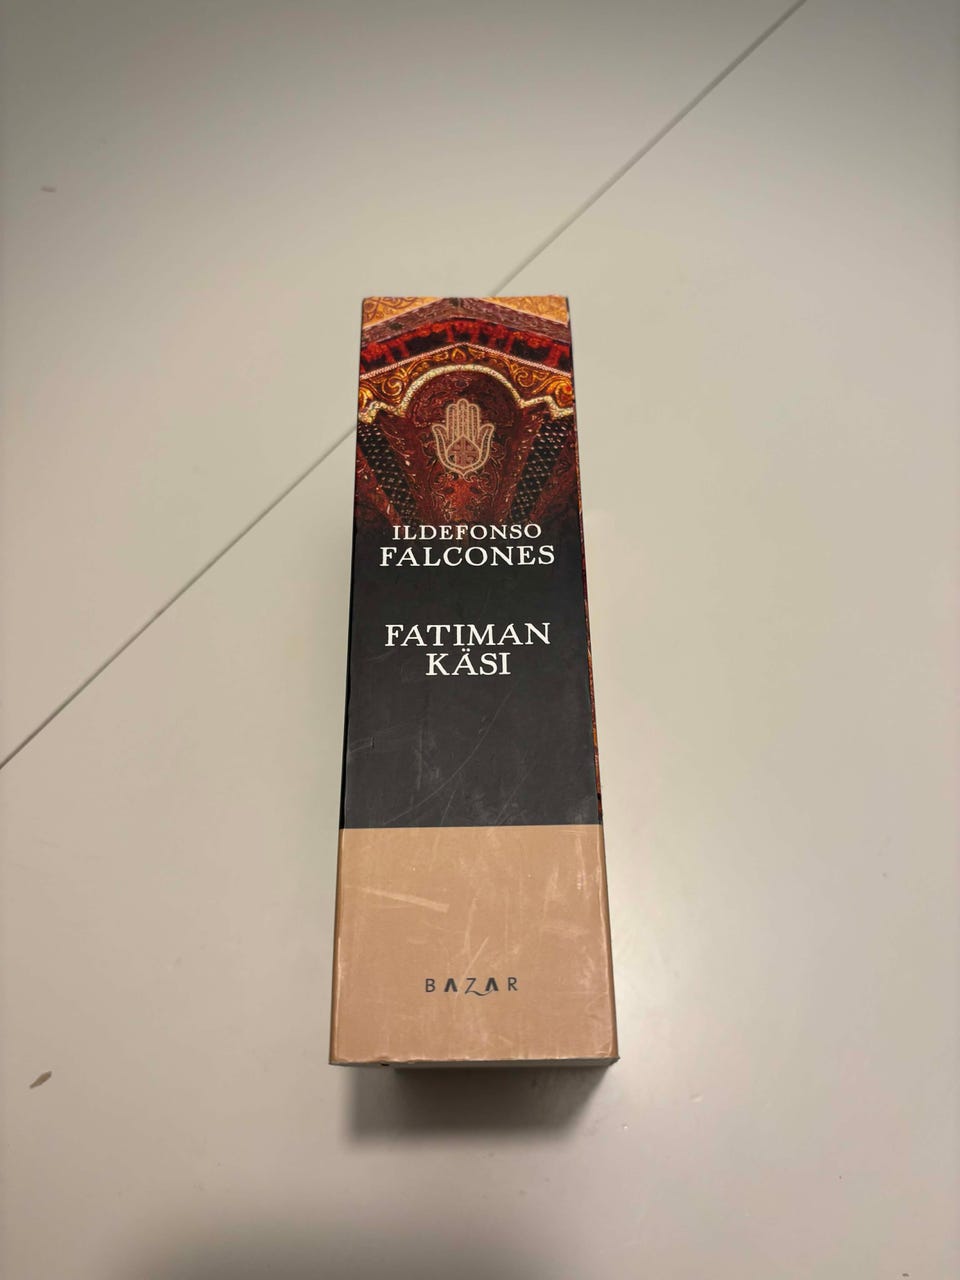 ILDEFONSO
FALCONES
FATIMAN
KÄSI
BAZAR